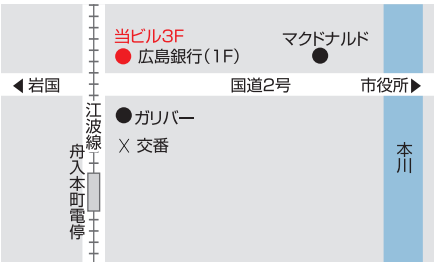 当ビル3F
広島銀行（1F）
マクドナルド
◀岩国
国道2号
市役所▶
江波線
ガリバー
X 交番
舟入本町電停
本川